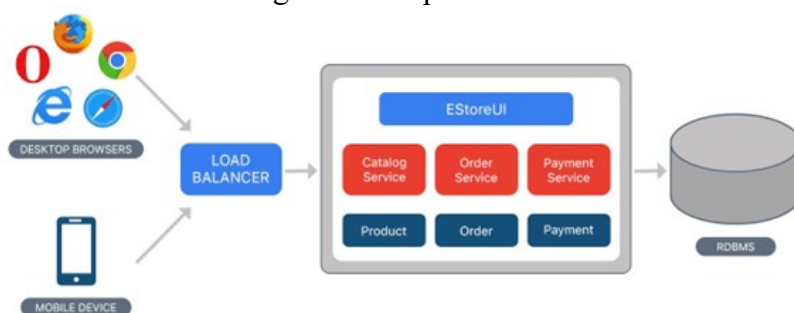 DESKTOP BROWSERS
MOBILE DEVICE
LOAD
BALANCER
EStoreUI
Catalog
Service
Order
Service
Payment
Service
Product
Order
Payment
RDBMS